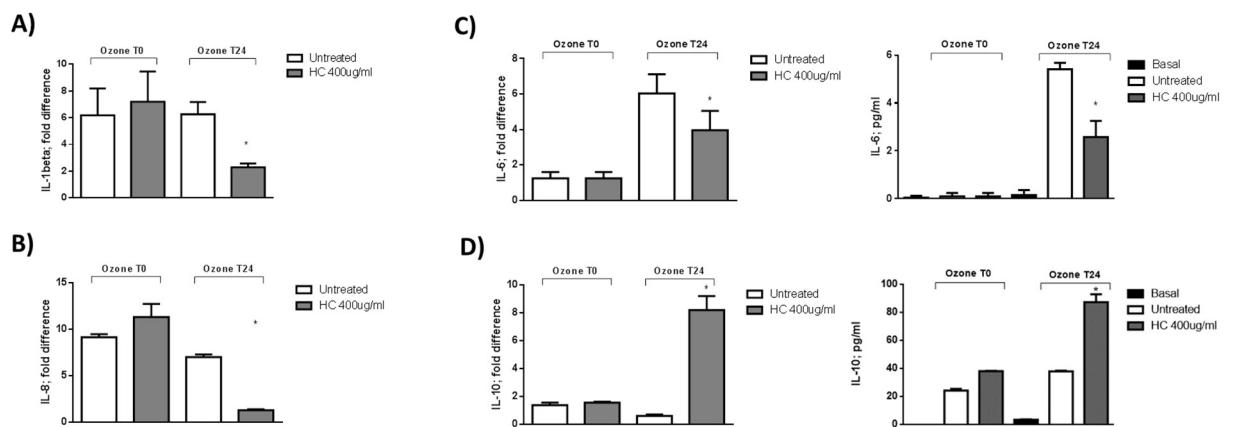 A)
Ozone T0 Ozone T24
Untreated
HC 400ug/ml
IL-1beta; fold difference
10
8
6
4
2
0
*
B)
Ozone T0 Ozone T24
Untreated
HC 400ug/ml
IL-8; fold difference
15
10
5
0
*
C)
Ozone T0 Ozone T24
Untreated
HC 400ug/ml
IL-6; fold difference
8
6
4
2
0
*
Ozone T0 Ozone T24
Basal
Untreated
HC 400ug/ml
IL-6; pg/ml
6
4
2
0
*
D)
Ozone T0 Ozone T24
Untreated
HC 400ug/ml
IL-10; fold difference
10
8
6
4
2
0
*
Ozone T0 Ozone T24
Basal
Untreated
HC 400ug/ml
IL-10; pg/ml
100
80
60
40
20
0
*